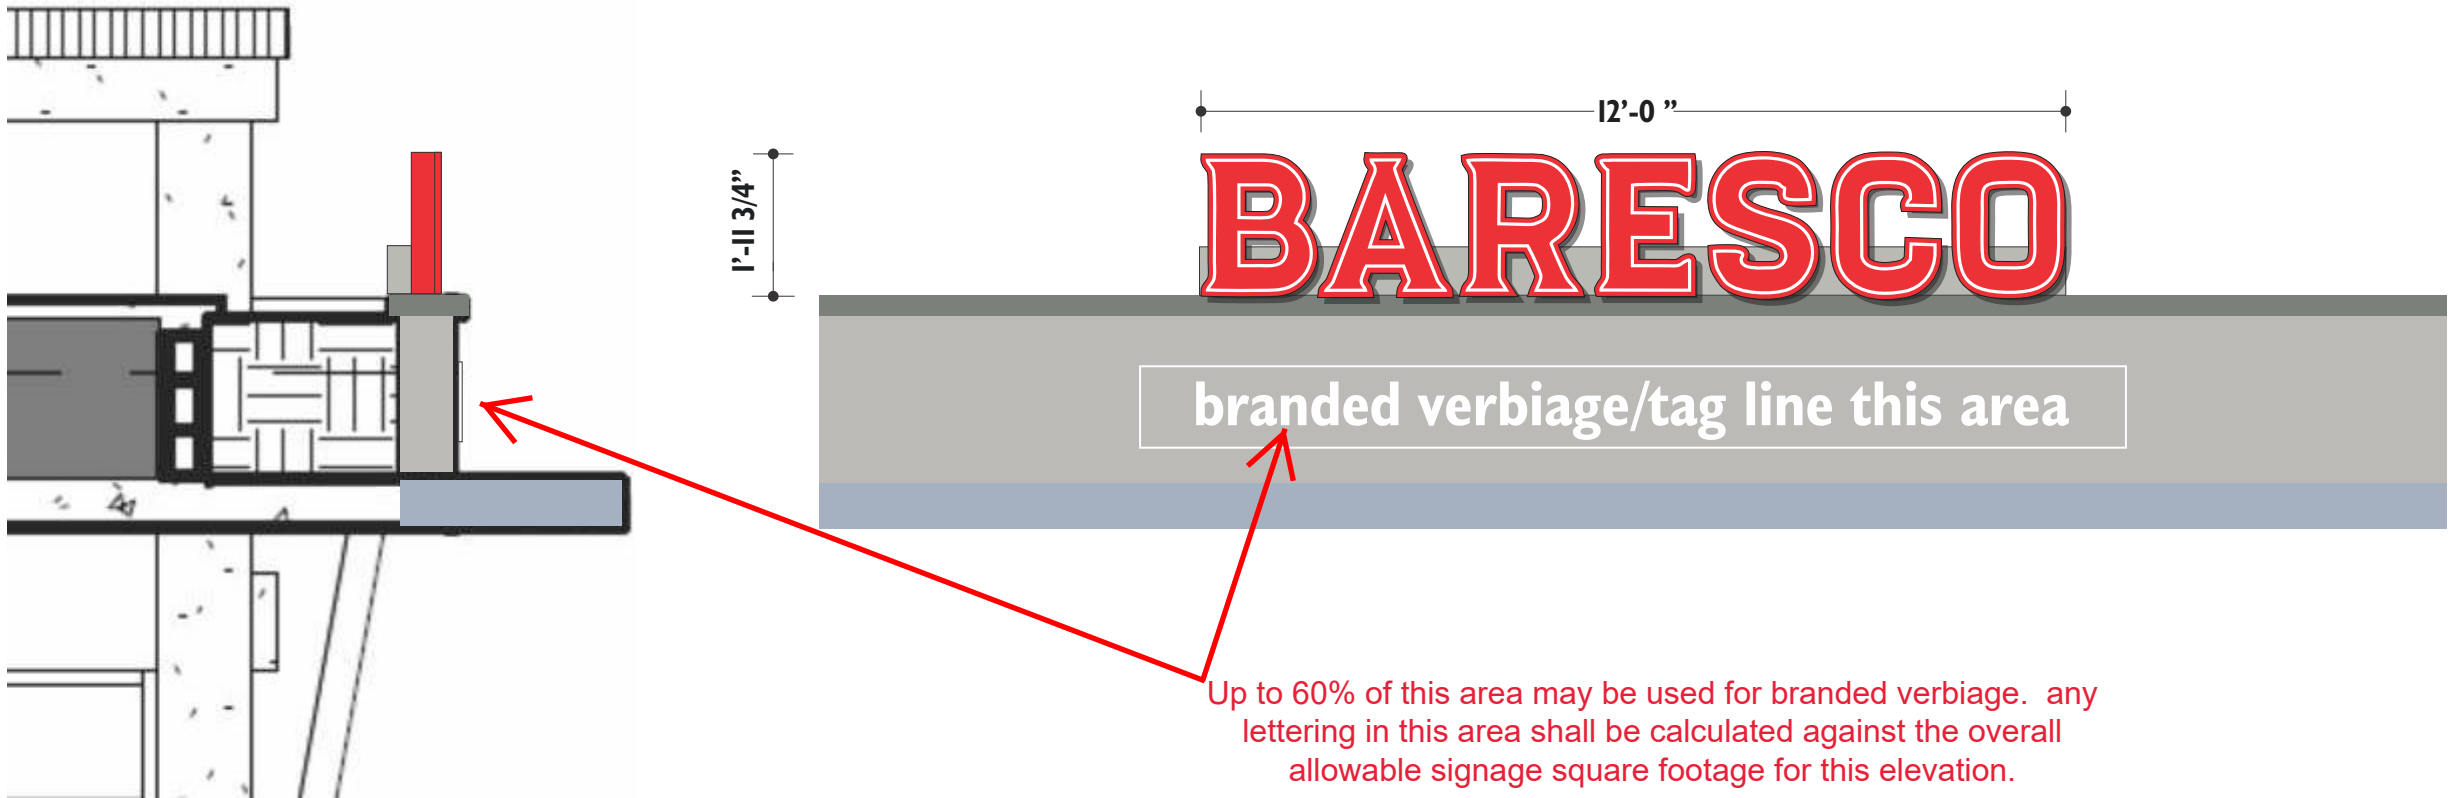 12’-0 ”
1’-11 3/4”
BARESCO
branded verbiage/tag line this area
Up to 60% of this area may be used for branded verbiage.  any
lettering in this area shall be calculated against the overall
allowable signage square footage for this elevation.